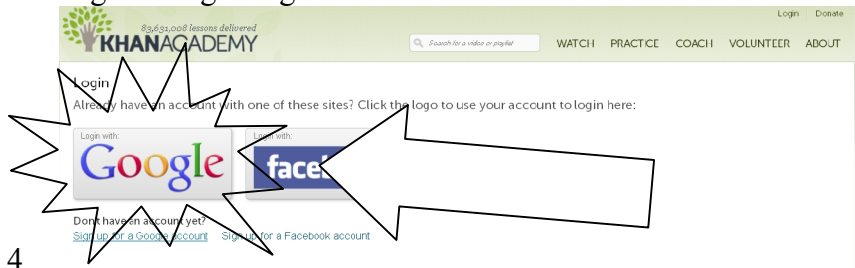 83,631,008 lessons delivered
Login Donate
KHANACADEMY
Search for a video or playlist
WATCH PRACTICE COACH VOLUNTEER ABOUT
Login
Already have an account with one of these sites? Click the logo to use your account to login here:
Login with: Login with:
Google
Don't have an account yet?
Sign up for a Google account Sign up for a Facebook account
4